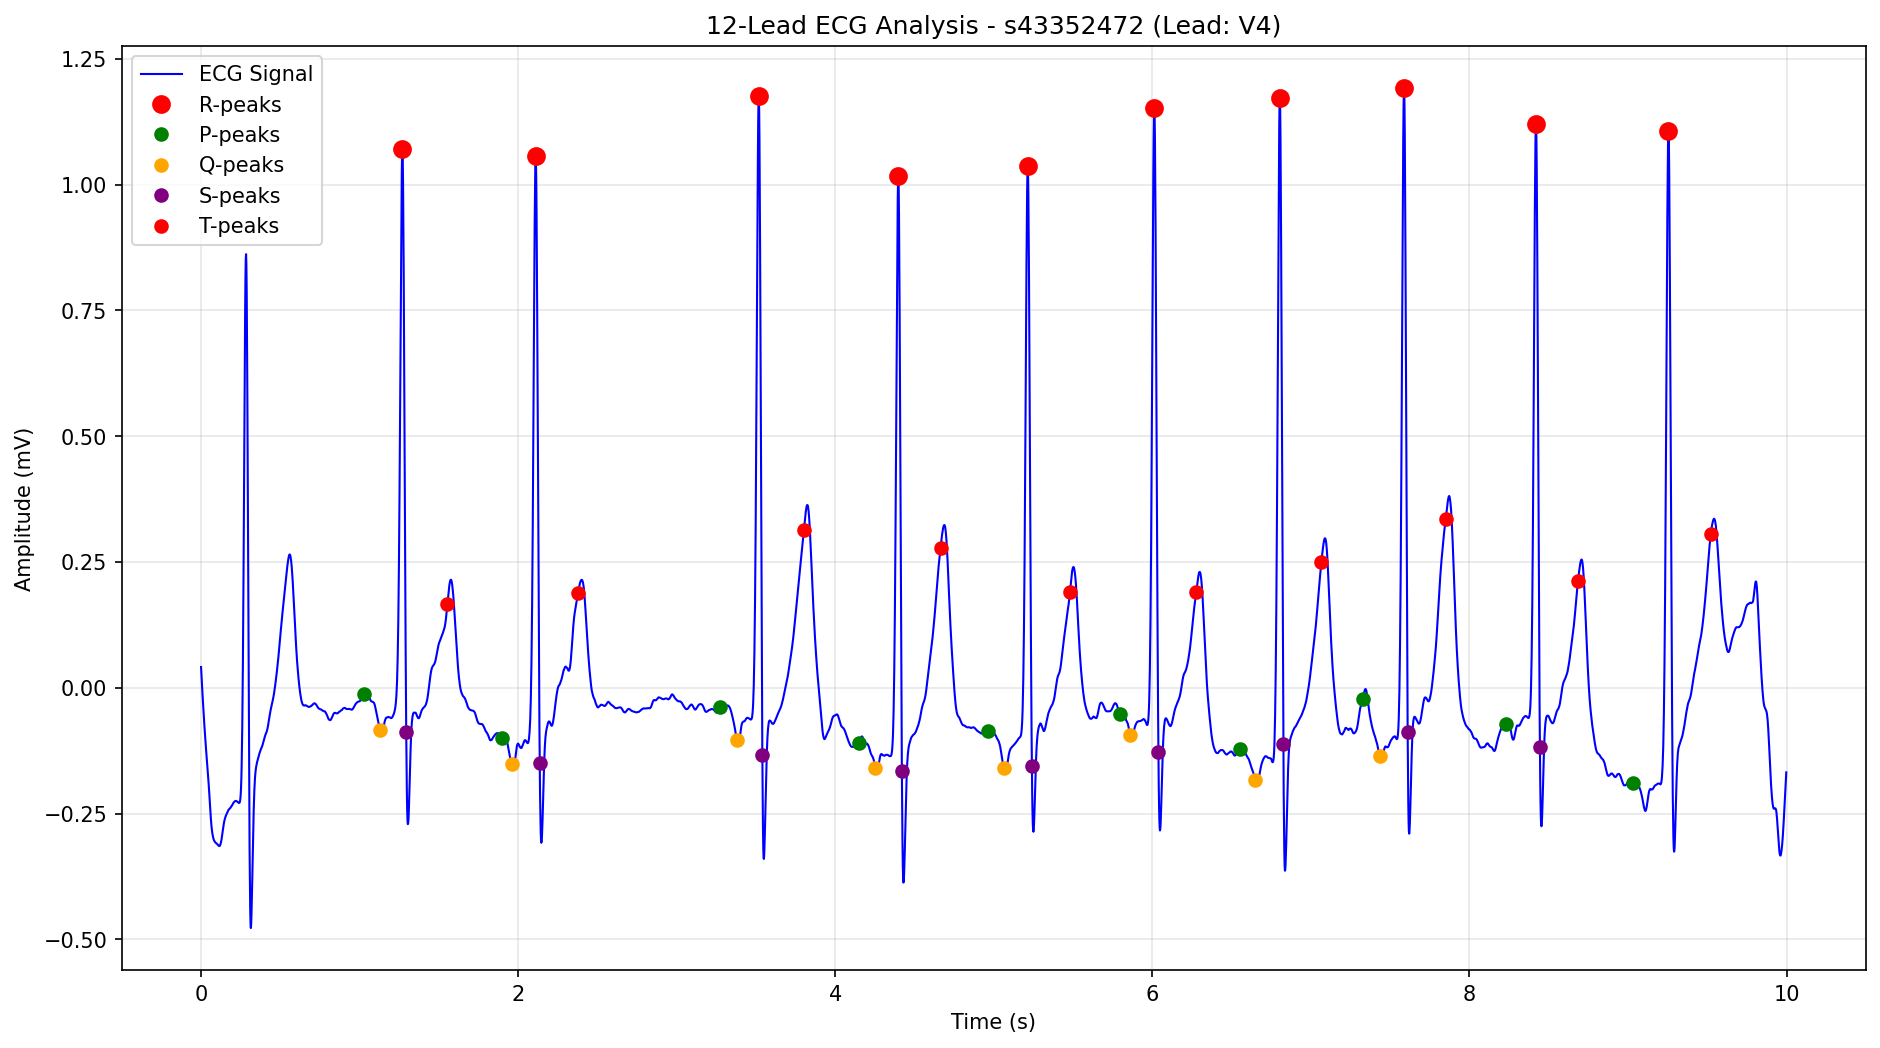 12-Lead ECG Analysis - s43352472 (Lead: V4)
ECG Signal
R-peaks
P-peaks
Q-peaks
S-peaks
T-peaks
Amplitude (mV)
1.25
1.00
0.75
0.50
0.25
0.00
−0.25
−0.50
0 2 4 6 8 10
Time (s)